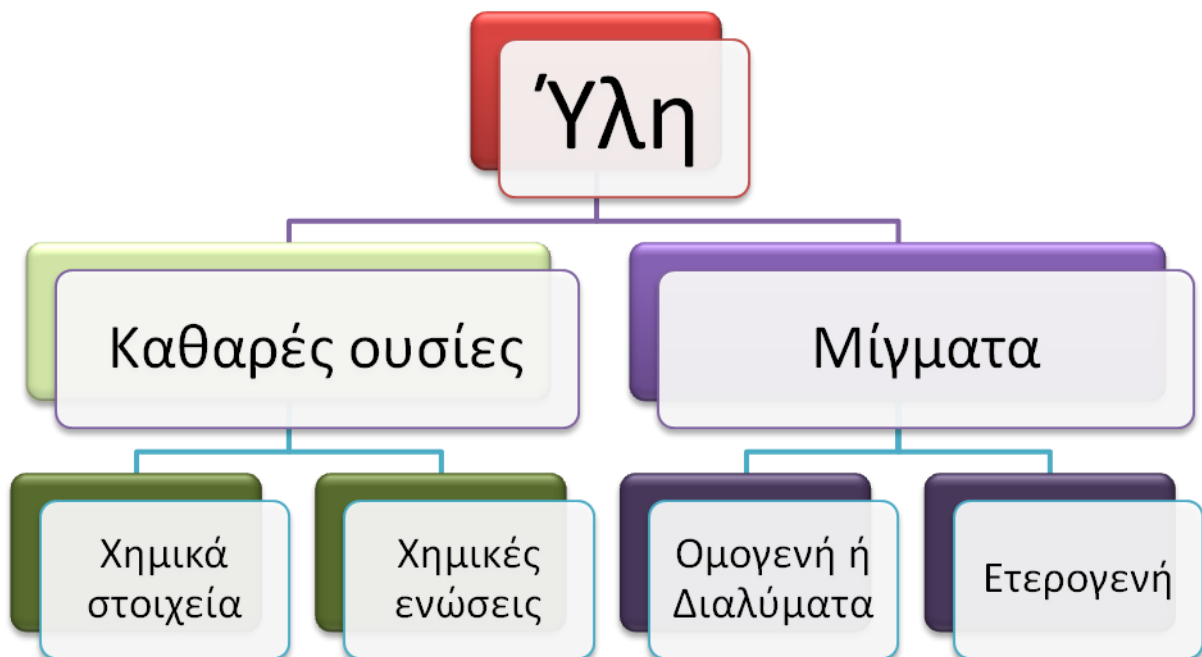 Ύλη
Καθαρές ουσίες
Μίγματα
Χημικά
στοιχεία
Χημικές
ενώσεις
Ομογενή ή
Διαλύματα
Ετερογενή